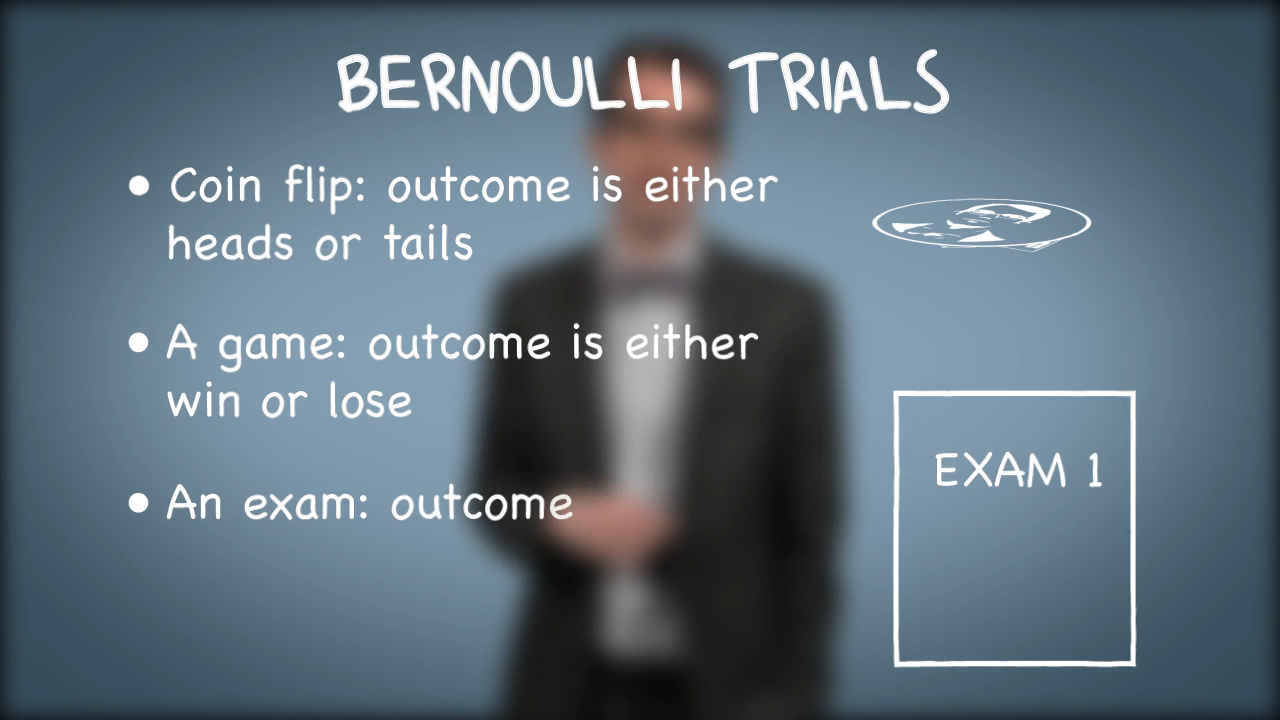 BERNOULLI TRIALS
• Coin flip: outcome is either
heads or tails
• A game: outcome is either
win or lose
• An exam: outcome
EXAM 1